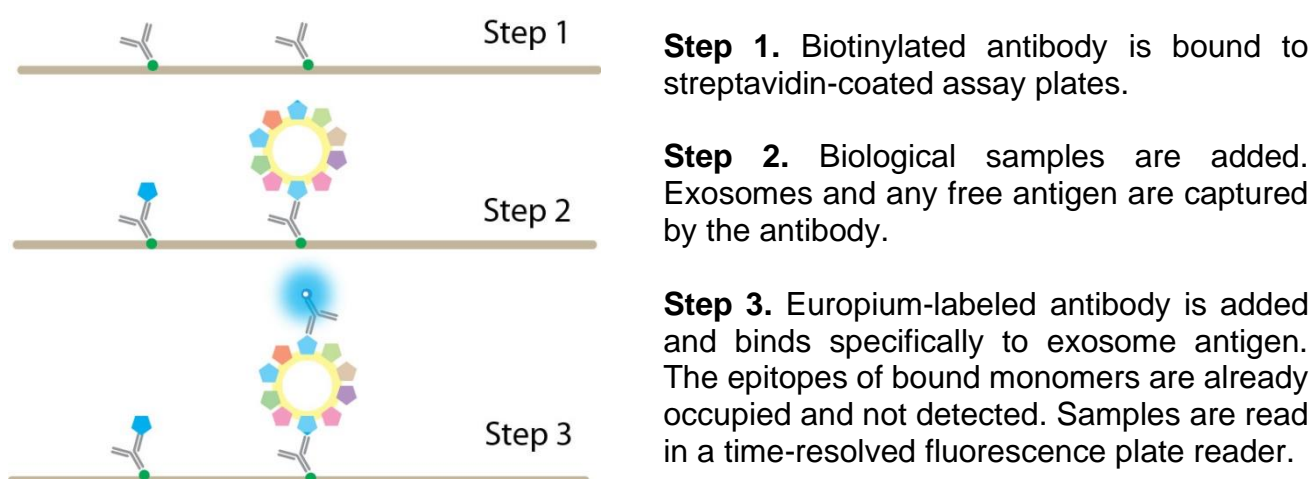 Step 1
Step 2
Step 3
Step 1. Biotinylated antibody is bound to
streptavidin-coated assay plates.
Step 2. Biological samples are added.
Exosomes and any free antigen are captured
by the antibody.
Step 3. Europium-labeled antibody is added
and binds specifically to exosome antigen.
The epitopes of bound monomers are already
occupied and not detected. Samples are read
in a time-resolved fluorescence plate reader.